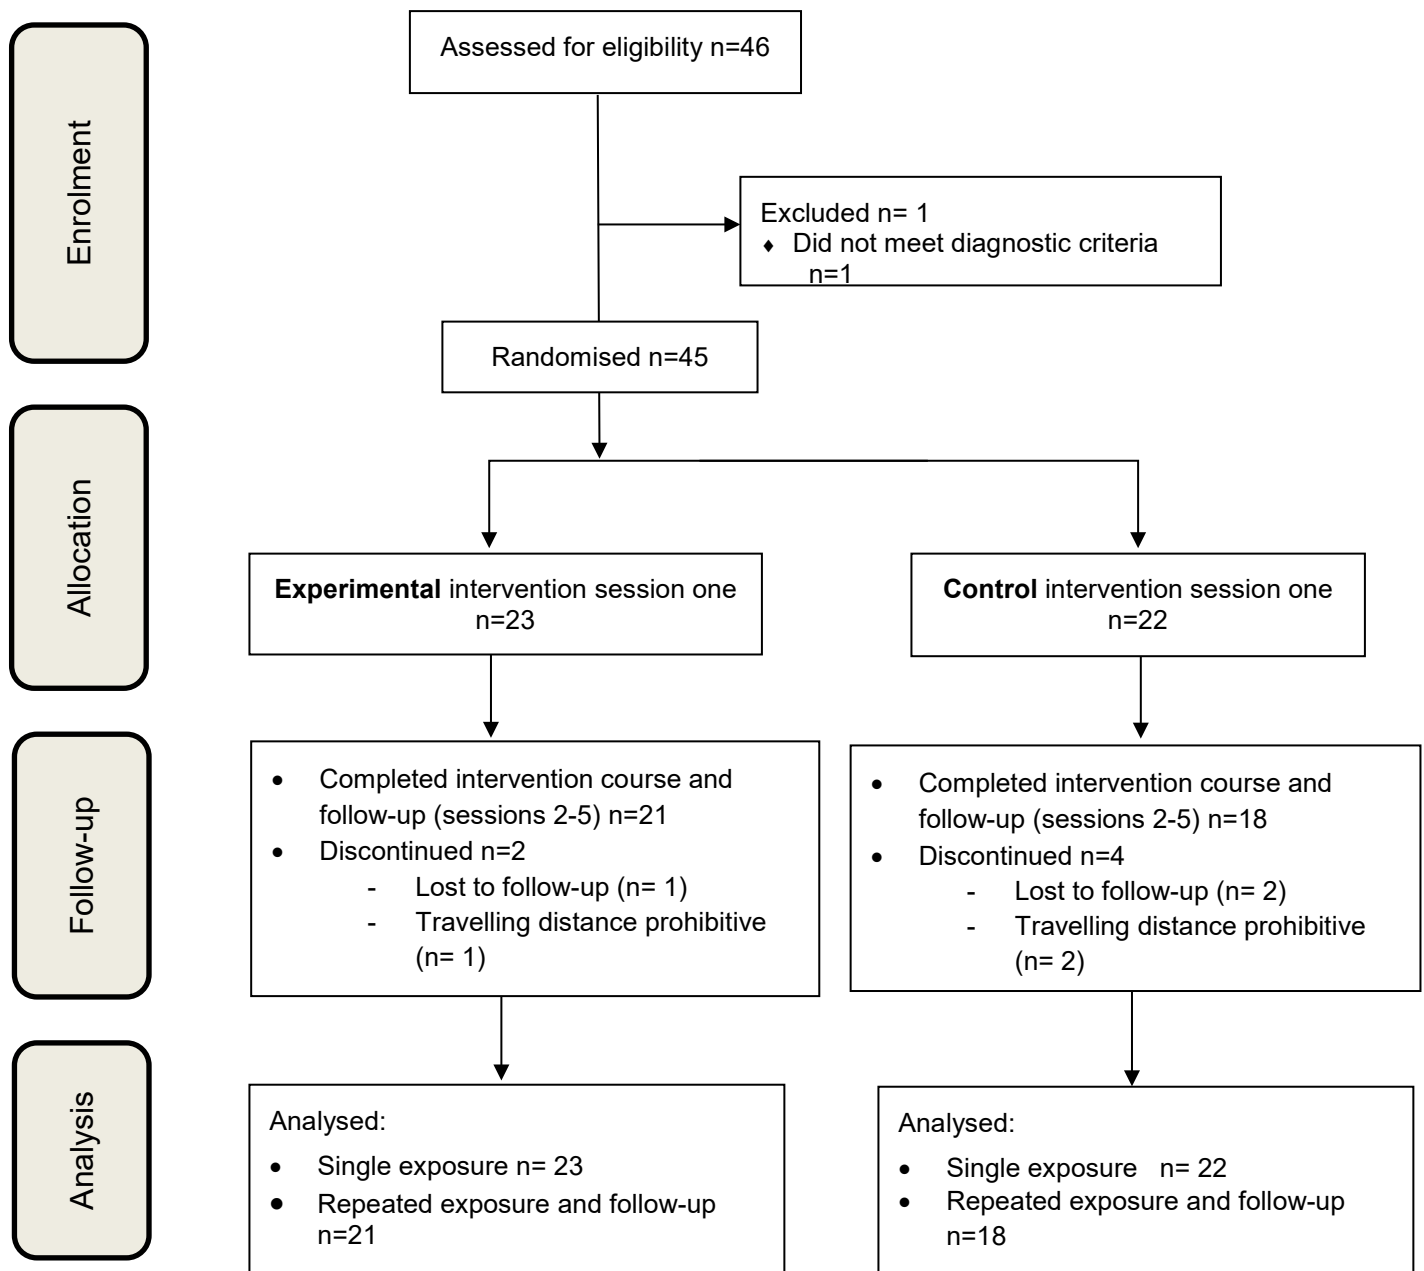 Enrolment
Assessed for eligibility n=46
Excluded n= 1
♦ Did not meet diagnostic criteria
n=1
Randomised n=45
Allocation
Experimental intervention session one
n=23
Control intervention session one
n=22
Follow-up
• Completed intervention course and
follow-up (sessions 2-5) n=21
• Discontinued n=2
- Lost to follow-up (n= 1)
- Travelling distance prohibitive
(n= 1)
• Completed intervention course and
follow-up (sessions 2-5) n=18
• Discontinued n=4
- Lost to follow-up (n= 2)
- Travelling distance prohibitive
(n= 2)
Analysis
Analysed:
• Single exposure n= 23
• Repeated exposure and follow-up
n=21
Analysed:
• Single exposure n= 22
• Repeated exposure and follow-up
n=18